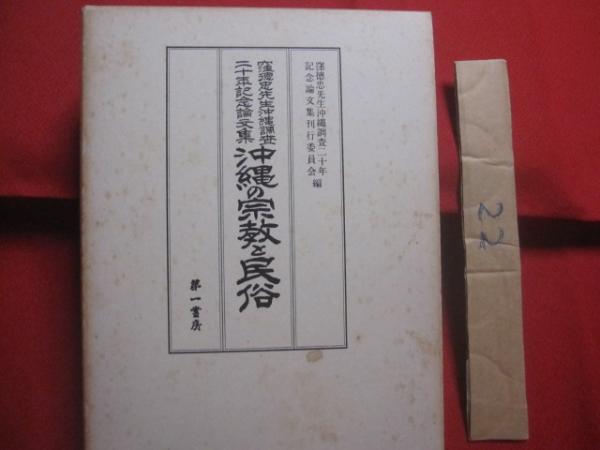 窪徳忠先生沖縄調査二十年
記念論文集刊行委員会 編
窪徳忠先生沖縄調査
二十年記念論文集
沖縄の宗教と民俗
第一書房
22